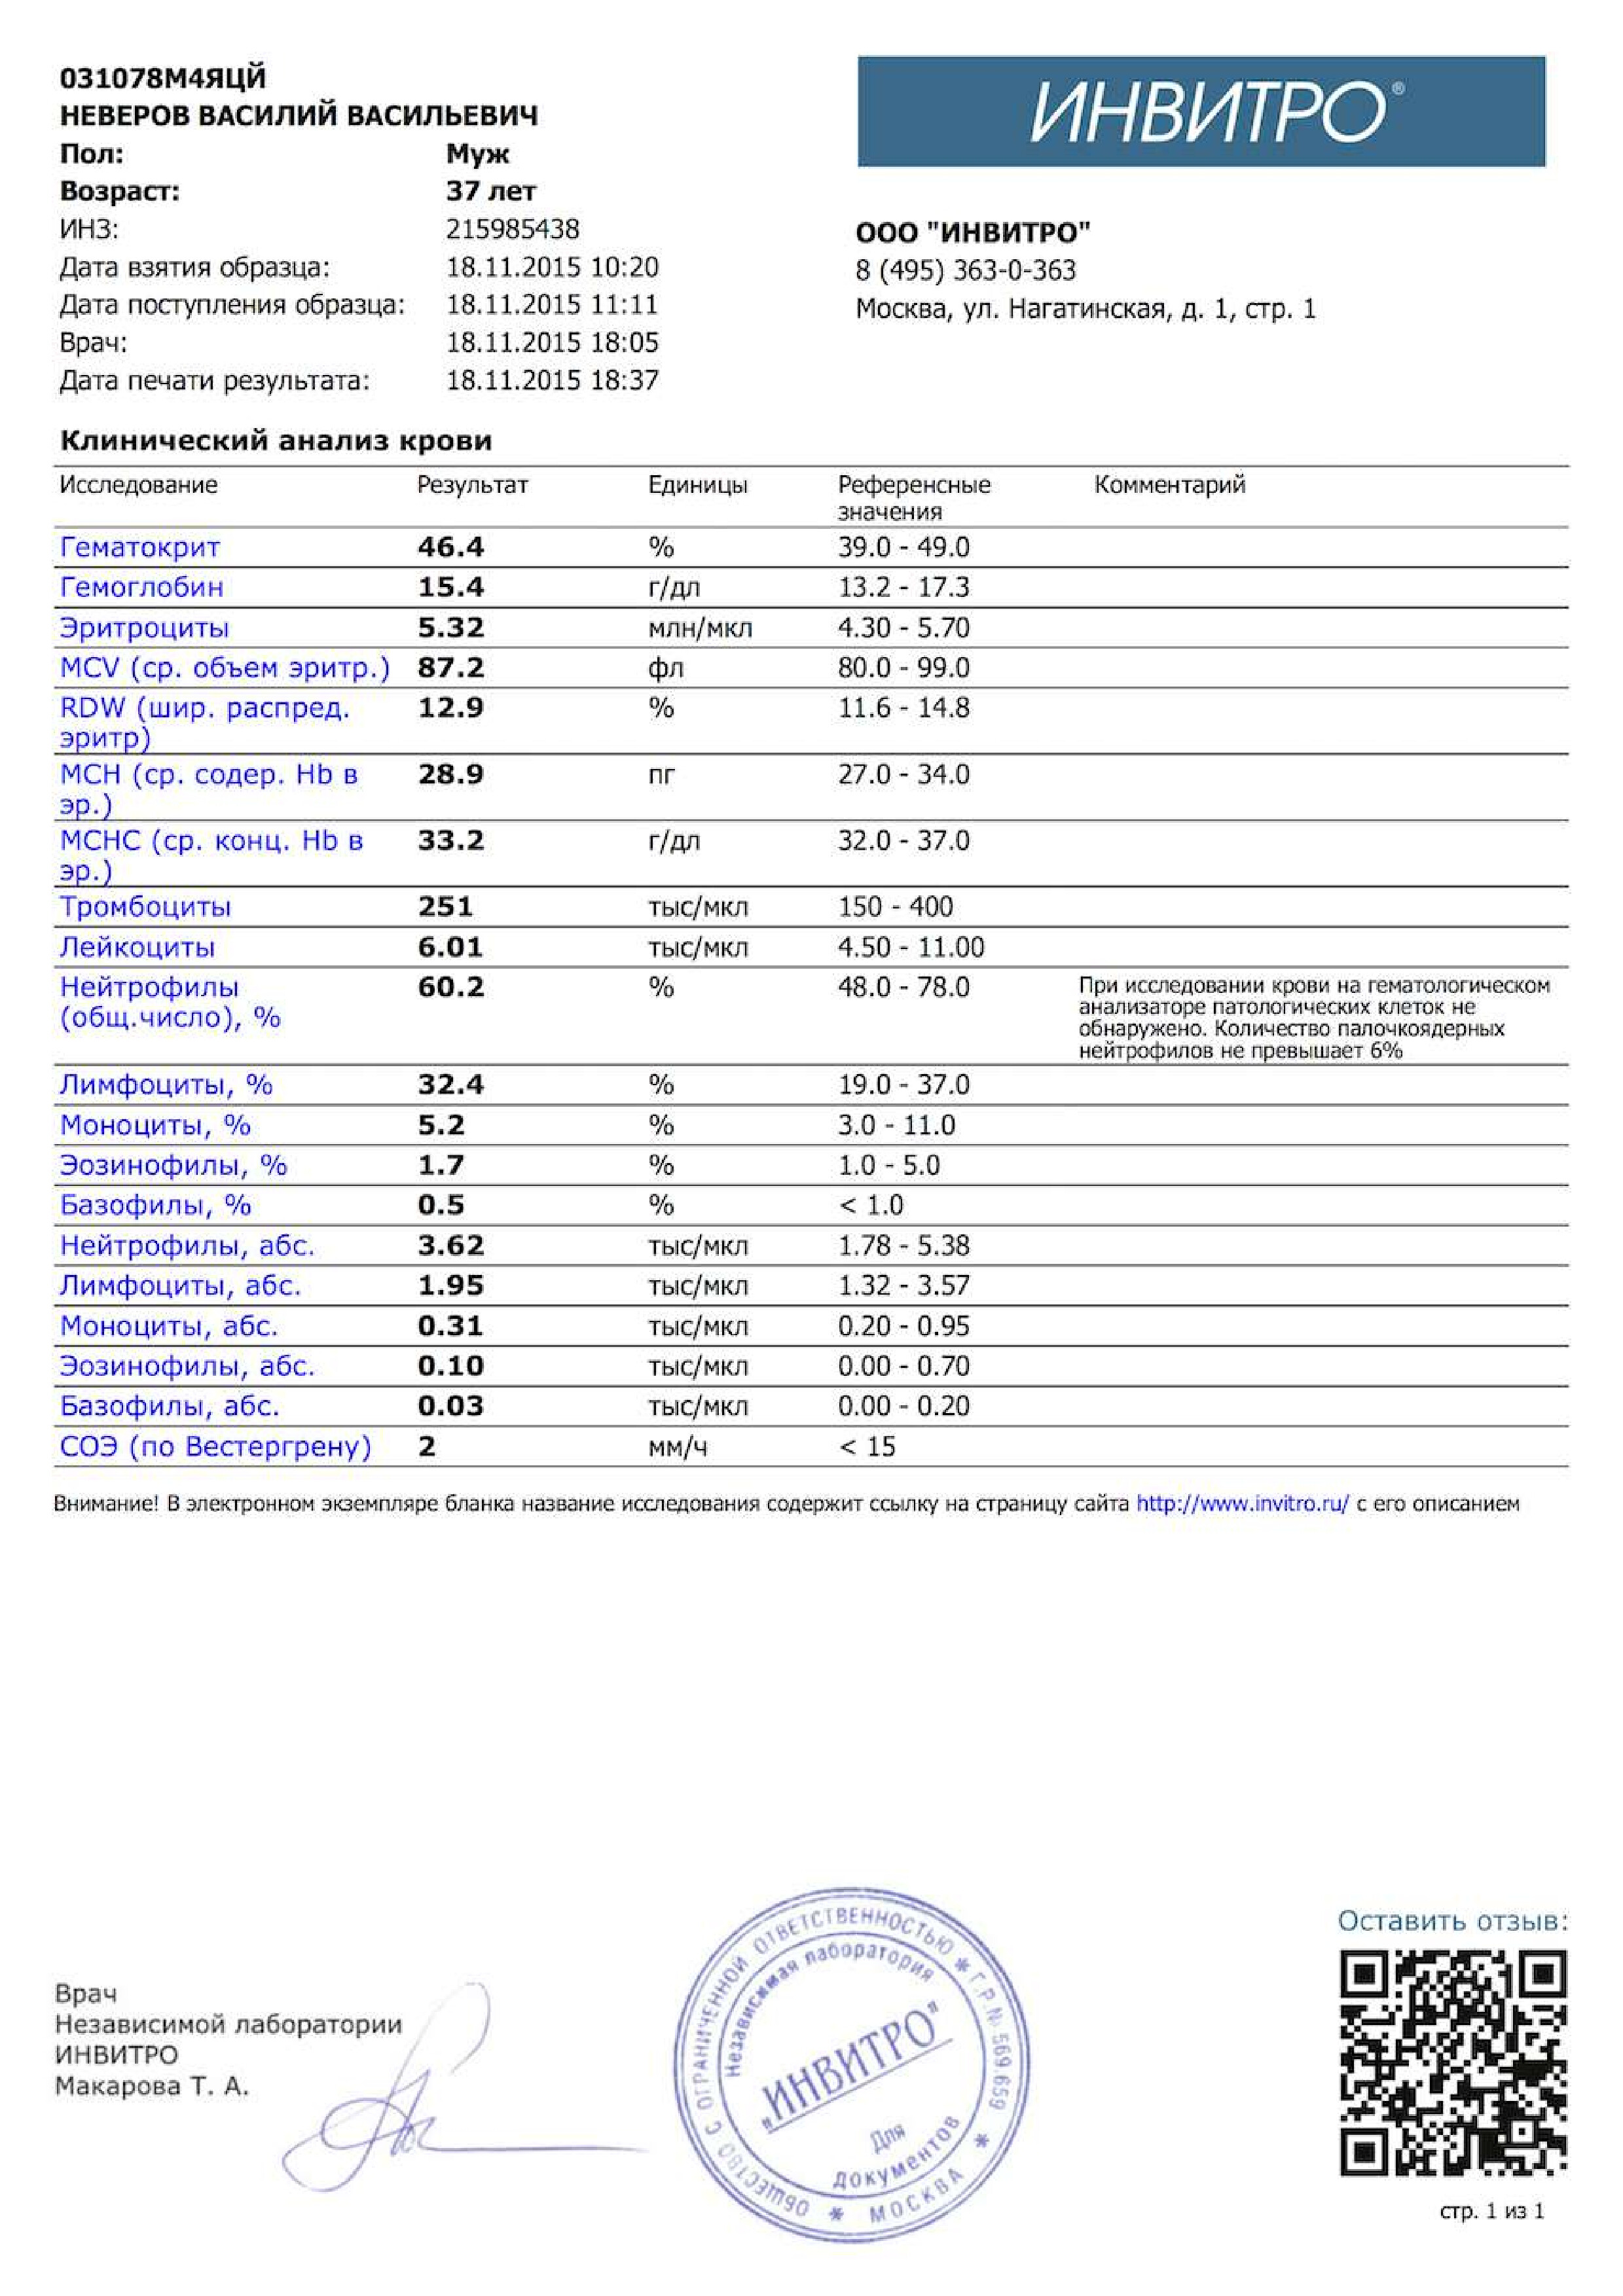 031078М4ЯЦЙ
НЕВЕРОВ ВАСИЛИЙ ВАСИЛЬЕВИЧ
Пол: Муж
Возраст: 37 лет
ИНЗ: 215985438
Дата взятия образца: 18.11.2015 10:20
Дата поступления образца: 18.11.2015 11:11
Врач: 18.11.2015 18:05
Дата печати результата: 18.11.2015 18:37
ИНВИТРО®
ООО "ИНВИТРО"
8 (495) 363-0-363
Москва, ул. Нагатинская, д. 1, стр. 1
Клинический анализ крови
Исследование Результат Единицы Референсные значения Комментарий
Гематокрит 46.4 % 39.0 - 49.0
Гемоглобин 15.4 г/дл 13.2 - 17.3
Эритроциты 5.32 млн/мкл 4.30 - 5.70
MCV (ср. объем эритр.) 87.2 фл 80.0 - 99.0
RDW (шир. распред. 12.9 % 11.6 - 14.8
эритр)
MCH (ср. содер. Hb в 28.9 пг 27.0 - 34.0
эр.)
MCHC (ср. конц. Hb в 33.2 г/дл 32.0 - 37.0
эр.)
Тромбоциты 251 тыс/мкл 150 - 400
Лейкоциты 6.01 тыс/мкл 4.50 - 11.00
Нейтрофилы 60.2 % 48.0 - 78.0
(общ.число), %
При исследовании крови на гематологическом
анализаторе патологических клеток не
обнаружено. Количество палочкоядерных
нейтрофилов не превышает 6%
Лимфоциты, % 32.4 % 19.0 - 37.0
Моноциты, % 5.2 % 3.0 - 11.0
Эозинофилы, % 1.7 % 1.0 - 5.0
Базофилы, % 0.5 % < 1.0
Нейтрофилы, абс. 3.62 тыс/мкл 1.78 - 5.38
Лимфоциты, абс. 1.95 тыс/мкл 1.32 - 3.57
Моноциты, абс. 0.31 тыс/мкл 0.20 - 0.95
Эозинофилы, абс. 0.10 тыс/мкл 0.00 - 0.70
Базофилы, абс. 0.03 тыс/мкл 0.00 - 0.20
СОЭ (по Вестергрену) 2 мм/ч < 15
Внимание! В электронном экземпляре бланка название исследования содержит ссылку на страницу сайта http://www.invitro.ru/ с его описанием
Врач
Независимой лаборатории
ИНВИТРО
Макарова Т. А.
ОБЩЕСТВО С ОГРАНИЧЕННОЙ ОТВЕТСТВЕННОСТЬЮ * Г.Р.№ 569.659 * МОСКВА *
Независимая лаборатория
"ИНВИТРО"
Для
документов
Оставить отзыв:
стр. 1 из 1